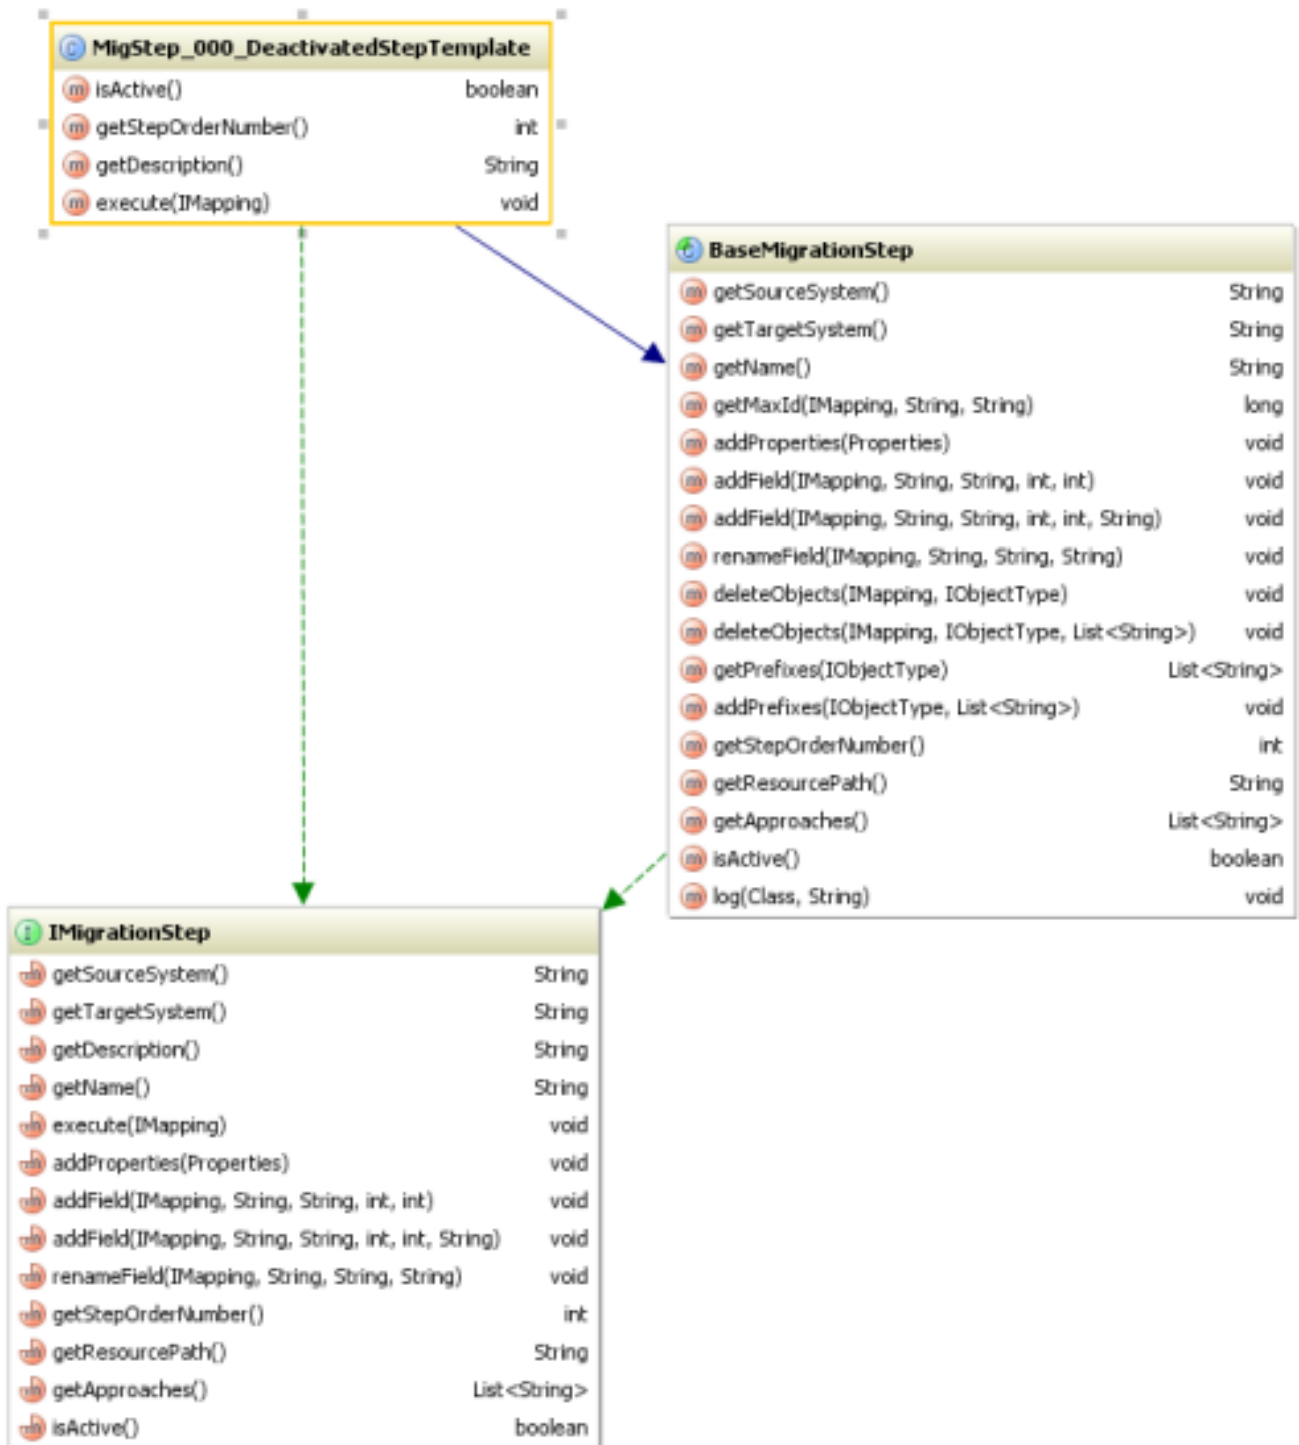 MigStep_000_DeactivatedStepTemplate
isActive() boolean
getStepOrderNumber() int
getDescription() String
execute(IMapping) void
BaseMigrationStep
getSourceSystem() String
getTargetSystem() String
getName() String
getMaxId(IMapping, String, String) long
addProperties(Properties) void
addField(IMapping, String, String, int, int) void
addField(IMapping, String, String, int, int, String) void
renameField(IMapping, String, String, String) void
deleteObjects(IMapping, IObjectType) void
deleteObjects(IMapping, IObjectType, List<String>) void
getPrefixes(IObjectType) List<String>
addPrefixes(IObjectType, List<String>) void
getStepOrderNumber() int
getResourcePath() String
getApproaches() List<String>
isActive() boolean
log(Class, String) void
IMigrationStep
getSourceSystem() String
getTargetSystem() String
getDescription() String
getName() String
execute(IMapping) void
addProperties(Properties) void
addField(IMapping, String, String, int, int) void
addField(IMapping, String, String, int, int, String) void
renameField(IMapping, String, String, String) void
getStepOrderNumber() int
getResourcePath() String
getApproaches() List<String>
isActive() boolean